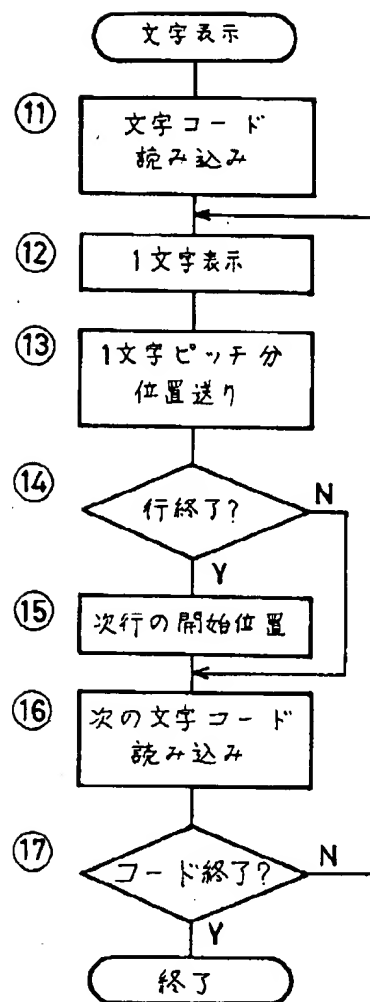 文字表示
⑪
文字コード
読み込み
⑫
1文字表示
⑬
1文字ピッチ分
位置送り
⑭
行終了?
N
Y
⑮
次行の開始位置
⑯
次の文字コード
読み込み
⑰
コード終了?
N
Y
終了